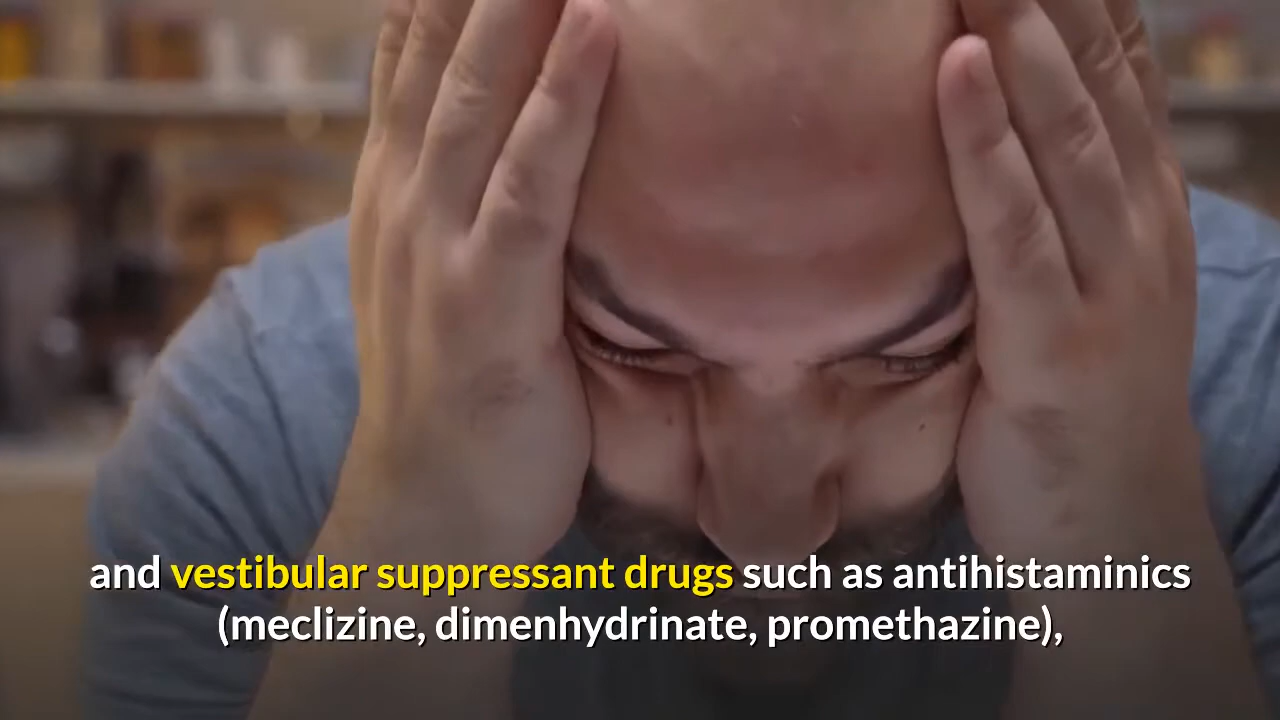 and vestibular suppressant drugs such as antihistaminics
(meclizine, dimenhydrinate, promethazine),